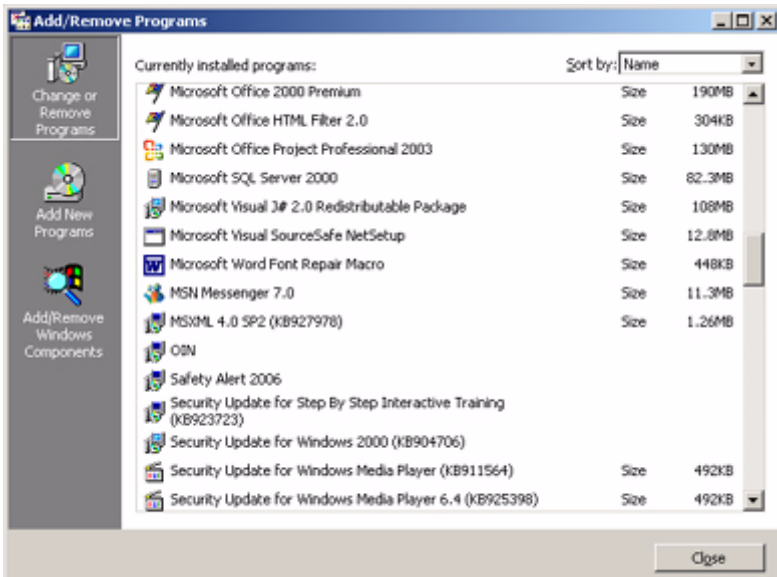 Add/Remove Programs
Change or
Remove
Programs
Add New
Programs
Add/Remove
Windows
Components
Currently installed programs:
Sort by: Name
Microsoft Office 2000 Premium Size 190MB
Microsoft Office HTML Filter 2.0 Size 304KB
Microsoft Office Project Professional 2003 Size 130MB
Microsoft SQL Server 2000 Size 82.3MB
Microsoft Visual J# 2.0 Redistributable Package Size 108MB
Microsoft Visual SourceSafe NetSetup Size 12.8MB
Microsoft Word Font Repair Macro Size 448KB
MSN Messenger 7.0 Size 11.3MB
MSXML 4.0 SP2 (KB927978) Size 1.26MB
OIN
Safety Alert 2006
Security Update for Step By Step Interactive Training
(KB923723)
Security Update for Windows 2000 (KB904706)
Security Update for Windows Media Player (KB911564) Size 492KB
Security Update for Windows Media Player 6.4 (KB925398) Size 492KB
Close